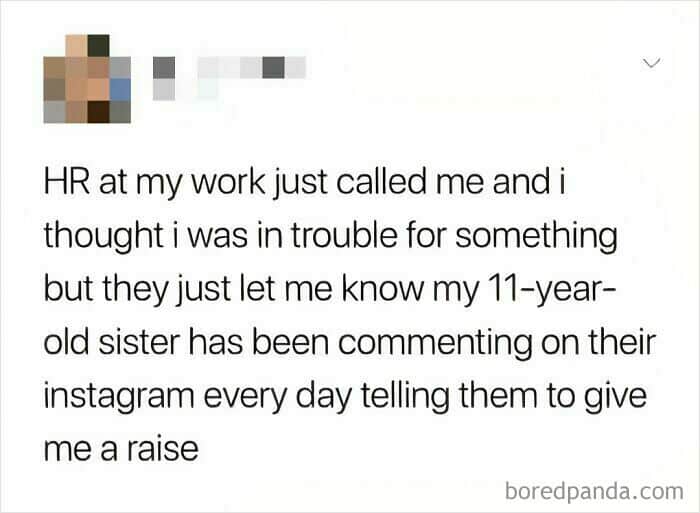 HR at my work just called me and i
thought i was in trouble for something
but they just let me know my 11-year-
old sister has been commenting on their
instagram every day telling them to give
me a raise
boredpanda.com